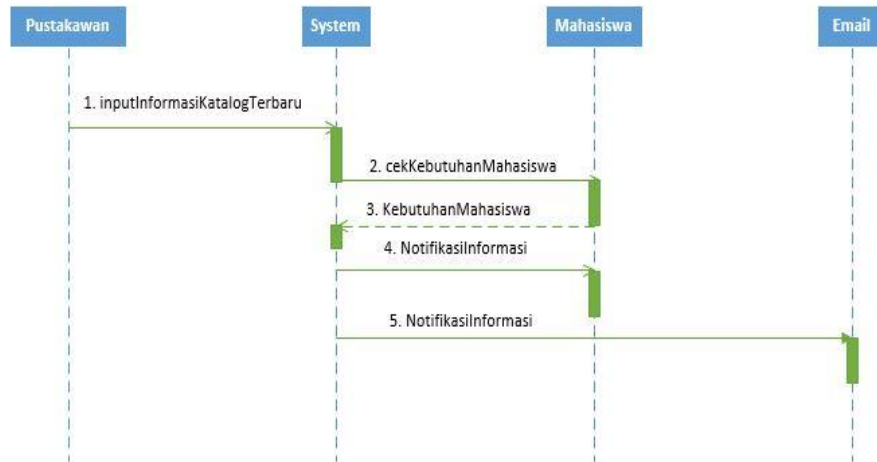 Pustakawan
System
Mahasiswa
Email
1. inputInformasiKatalogTerbaru
2. cekKebutuhanMahasiswa
3. KebutuhanMahasiswa
4. NotifikasiInformasi
5. NotifikasiInformasi